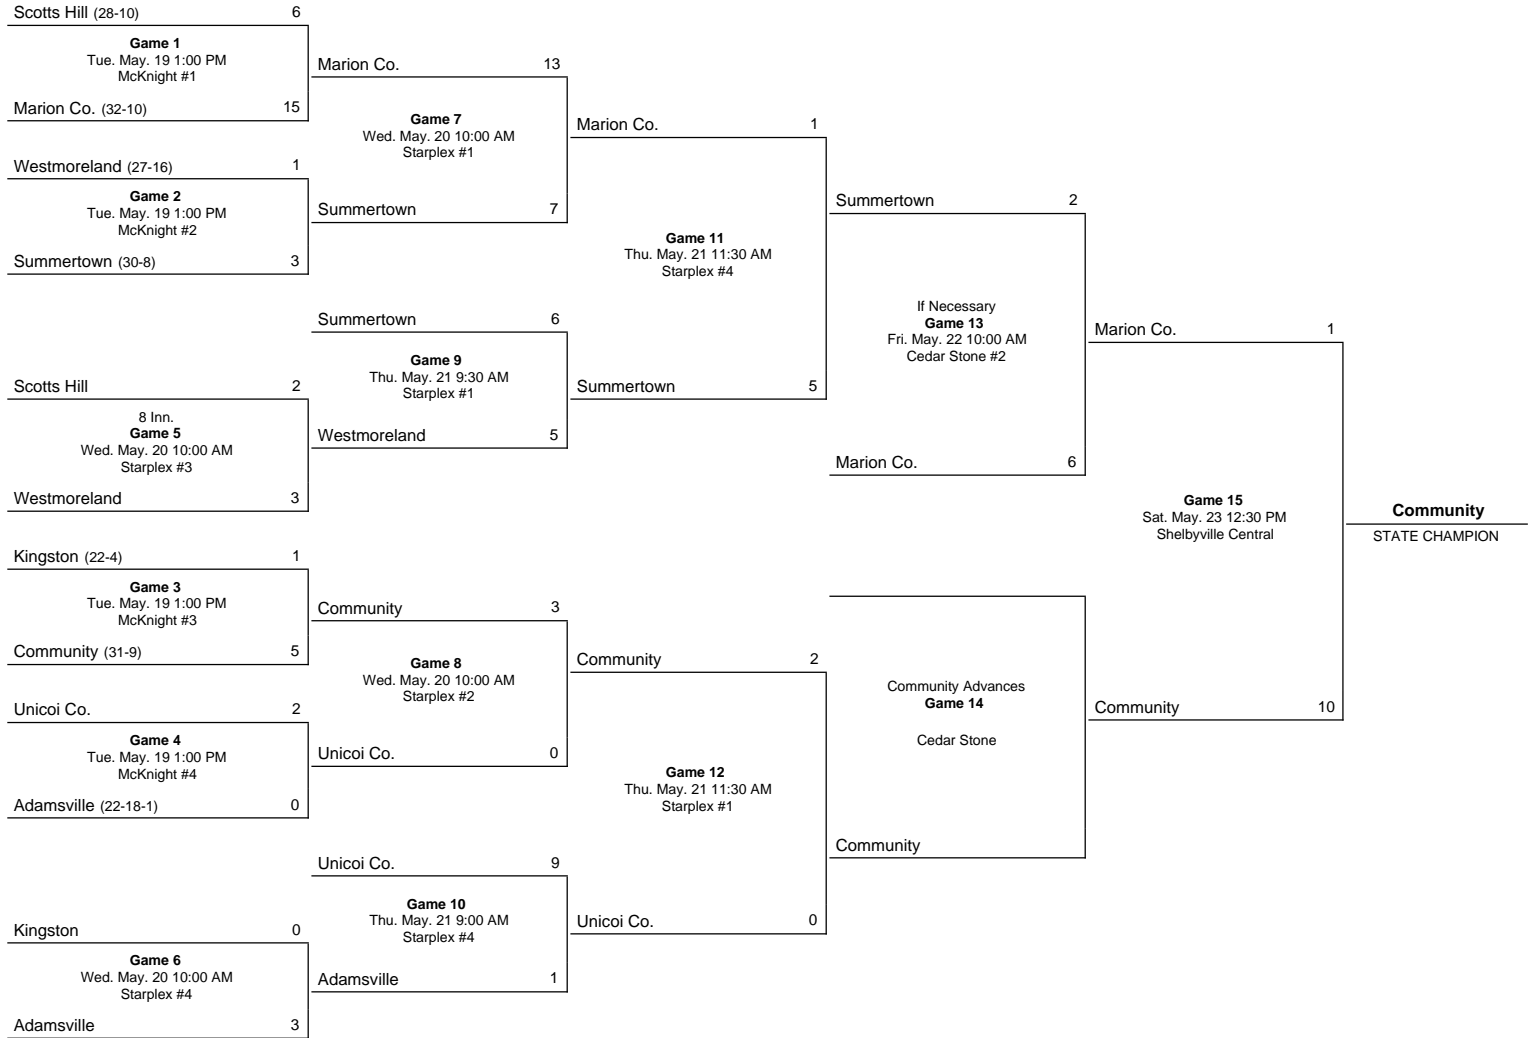 Scotts Hill (28-10) 6
Game 1
Tue. May. 19 1:00 PM
McKnight #1
Marion Co. (32-10) 15
Westmoreland (27-16) 1
Game 2
Tue. May. 19 1:00 PM
McKnight #2
Summertown (30-8) 3
Scotts Hill 2
8 Inn.
Game 5
Wed. May. 20 10:00 AM
Starplex #3
Westmoreland 3
Kingston (22-4) 1
Game 3
Tue. May. 19 1:00 PM
McKnight #3
Community (31-9) 5
Unicoi Co. 2
Game 4
Tue. May. 19 1:00 PM
McKnight #4
Adamsville (22-18-1) 0
Kingston 0
Game 6
Wed. May. 20 10:00 AM
Starplex #4
Adamsville 3
Marion Co. 13
Game 7
Wed. May. 20 10:00 AM
Starplex #1
Summertown 7
Summertown 6
Game 9
Thu. May. 21 9:30 AM
Starplex #1
Westmoreland 5
Community 3
Game 8
Wed. May. 20 10:00 AM
Starplex #2
Unicoi Co. 0
Unicoi Co. 9
Game 10
Thu. May. 21 9:00 AM
Starplex #4
Adamsville 1
Marion Co. 1
Game 11
Thu. May. 21 11:30 AM
Starplex #4
Summertown 5
Community 2
Game 12
Thu. May. 21 11:30 AM
Starplex #1
Unicoi Co. 0
Summertown 2
If Necessary
Game 13
Fri. May. 22 10:00 AM
Cedar Stone #2
Marion Co. 6
Community Advances
Game 14
Cedar Stone
Community
Marion Co. 1
Game 15
Sat. May. 23 12:30 PM
Shelbyville Central
Community 10
Community
STATE CHAMPION